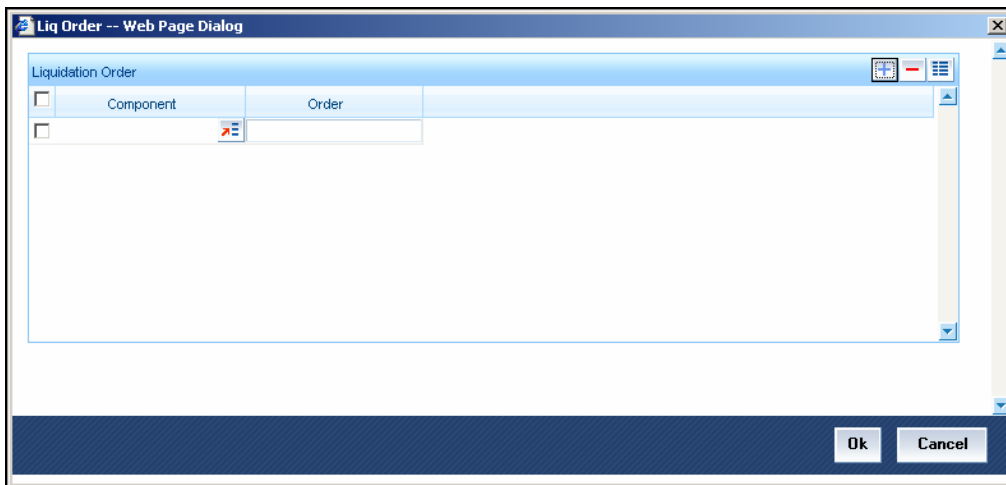 Liq Order -- Web Page Dialog
Liquidation Order
Component Order
Ok Cancel